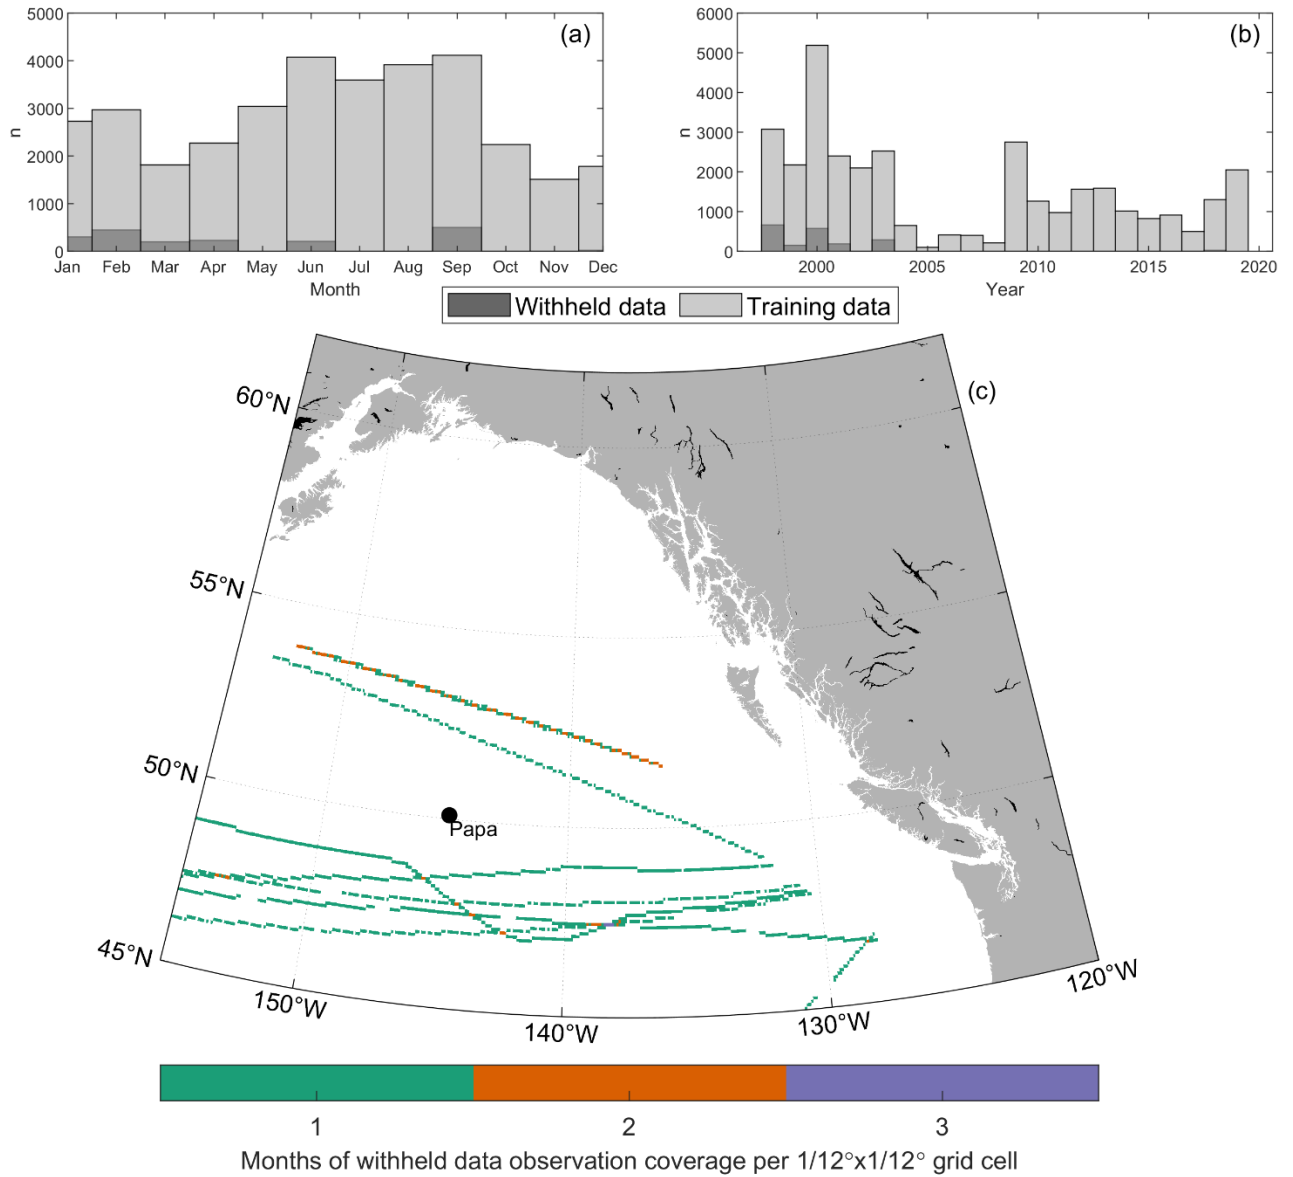 5000
4000
3000
2000
1000
0
n
(a)
Jan Feb Mar Apr May Jun Jul Aug Sep Oct Nov Dec
Month
6000
5000
4000
3000
2000
1000
0
n
(b)
2000 2005 2010 2015 2020
Year
Withheld data Training data
(c)
60°N
55°N
50°N
45°N
Papa
150°W
140°W
130°W
120°W
1 2 3
Months of withheld data observation coverage per 1/12°x1/12° grid cell